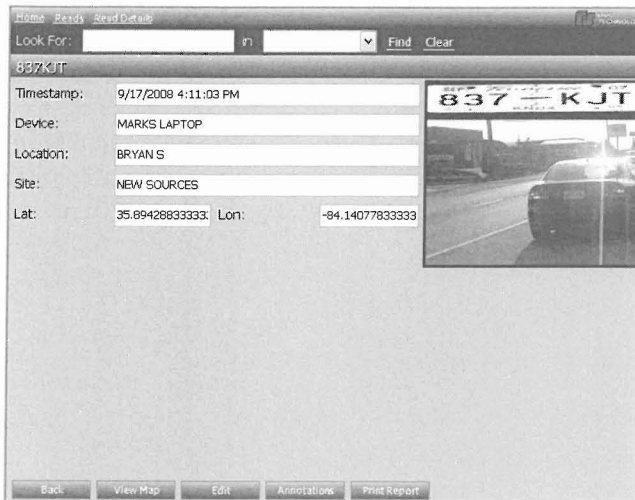 Home Reads Read Details
Look For: in Find Clear
837KJT
Timestamp: 9/17/2008 4:11:03 PM
Device: MARKS LAPTOP
Location: BRYAN S
Site: NEW SOURCES
Lat: 35.89428833333: Lon: -84.14077833333
837 KJT
Back View Map Edit Annotations Print Report